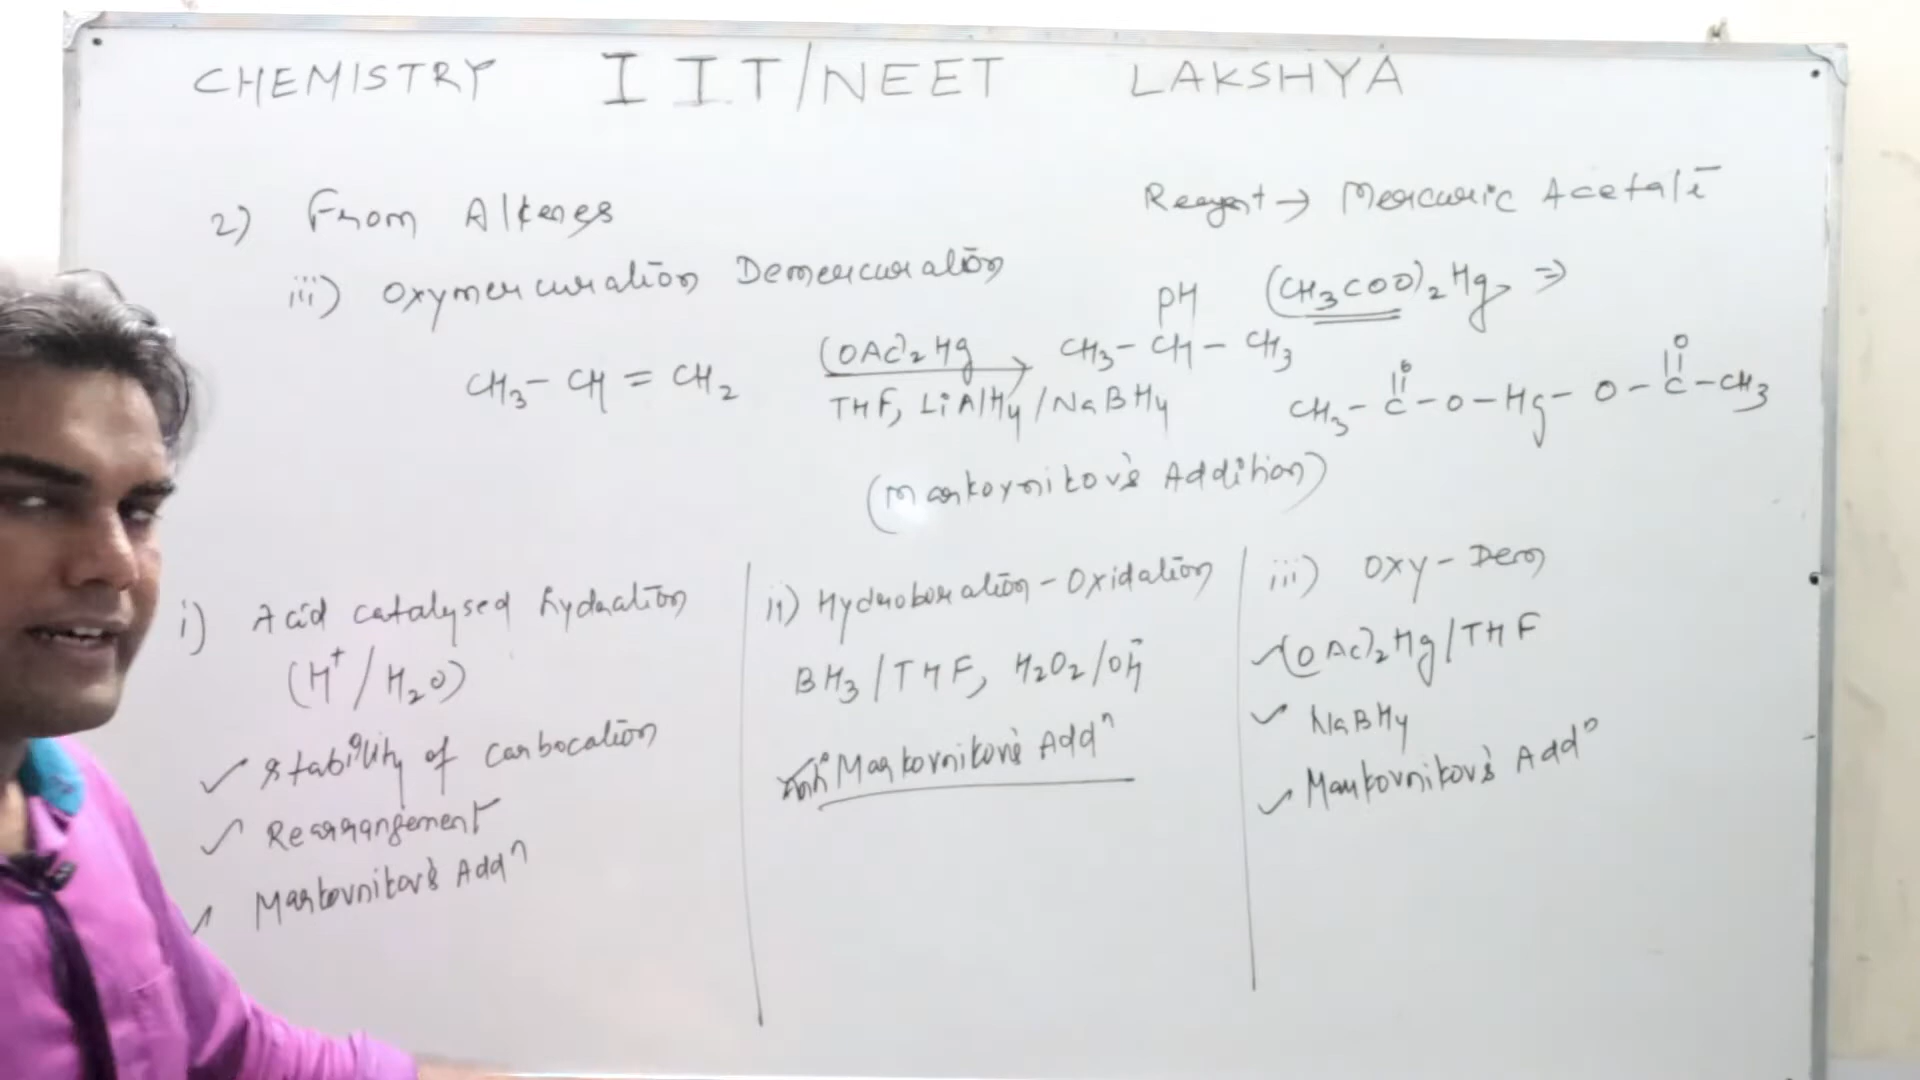 CHEMISTRY IIT/NEET LAKSHYA
2) From Alkenes
Reagent → Mercuric Acetate
iii) Oxymercuration Demercuration
(CH3COO)2Hg ⇒
CH3-C(=O)-O-Hg-O-C(=O)-CH3
CH3-CH=CH2
(OAc)2Hg
THF, LiAlH4/NaBH4
OH
CH3-CH-CH3
(Markovnikov's Addition)
i) Acid catalysed hydration
(H+/H2O)
✓ stability of carbocation
✓ Rearrangement
✓ Markovnikov's Addn
ii) Hydroboration-Oxidation
BH3/THF, H2O2/OH-
Anti Markovnikov's Addn
iii) Oxy-Dem
✓ (OAc)2Hg/THF
✓ NaBH4
✓ Markovnikov's Addn